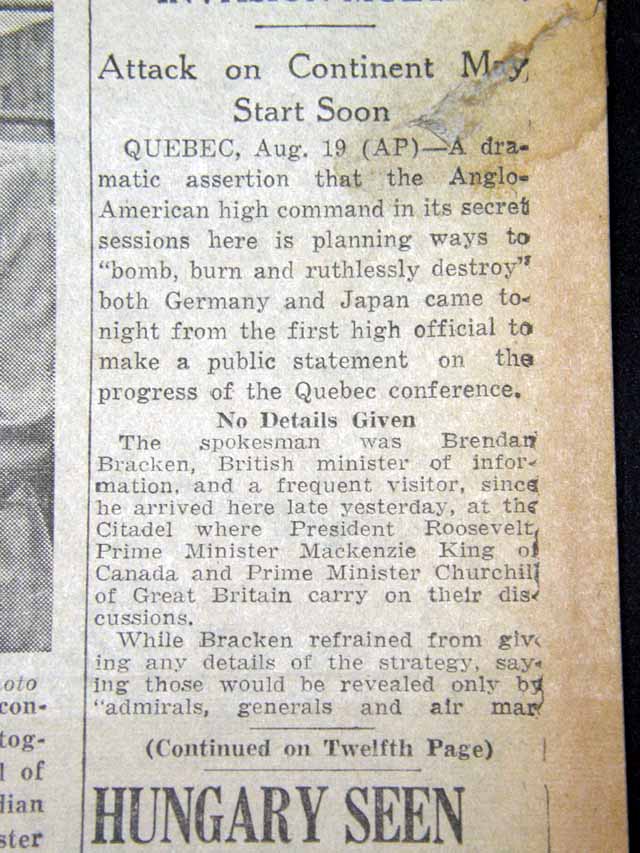 Attack on Continent May
Start Soon
QUEBEC, Aug. 19 (AP)—A dra-
matic assertion that the Anglo-
American high command in its secret
sessions here is planning ways to
"bomb, burn and ruthlessly destroy"
both Germany and Japan came to-
night from the first high official to
make a public statement on the
progress of the Quebec conference.
No Details Given
The spokesman was Brendan
Bracken, British minister of infor-
mation, and a frequent visitor, since
he arrived here late yesterday, at the
Citadel where President Roosevelt,
Prime Minister Mackenzie King of
Canada and Prime Minister Churchill
of Great Britain carry on their dis-
cussions.
While Bracken refrained from giv-
ing any details of the strategy, say-
ing those would be revealed only by
"admirals, generals and air mar
(Continued on Twelfth Page)
HUNGARY SEEN
oto
con-
tog-
l of
dian
ster